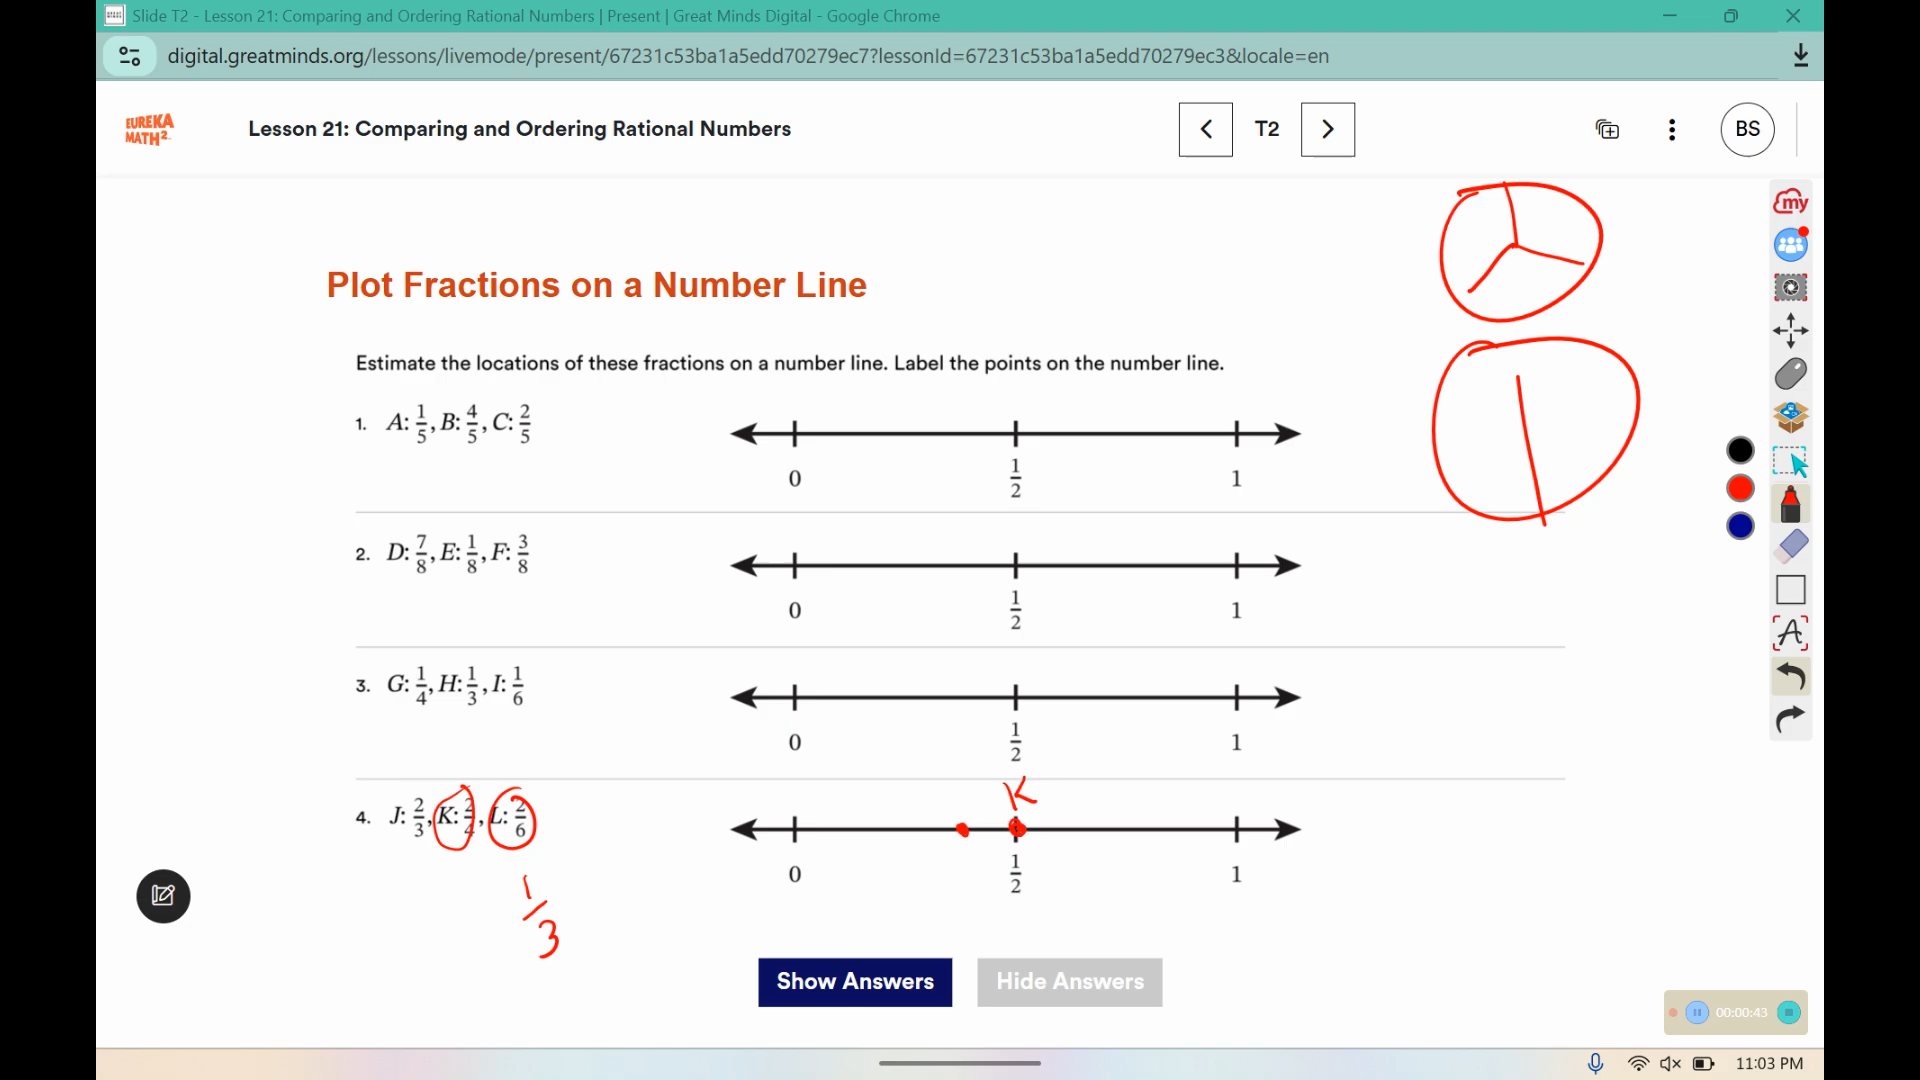 Slide T2 - Lesson 21: Comparing and Ordering Rational Numbers | Present | Great Minds Digital - Google Chrome
digital.greatminds.org/lessons/livemode/present/67231c53ba1a5edd70279ec7?lessonId=67231c53ba1a5edd70279ec3&locale=en
EUREKA MATH²
Lesson 21: Comparing and Ordering Rational Numbers
T2
BS
my
Plot Fractions on a Number Line
Estimate the locations of these fractions on a number line. Label the points on the number line.
1. A: 1/5, B: 4/5, C: 2/5
0 1/2 1
2. D: 7/8, E: 1/8, F: 3/8
0 1/2 1
3. G: 1/4, H: 1/3, I: 1/6
0 1/2 1
K
4. J: 2/3, K: 2/4, L: 2/6
0 1/2 1
1/3
Show Answers Hide Answers
A
00:00:43
11:03 PM